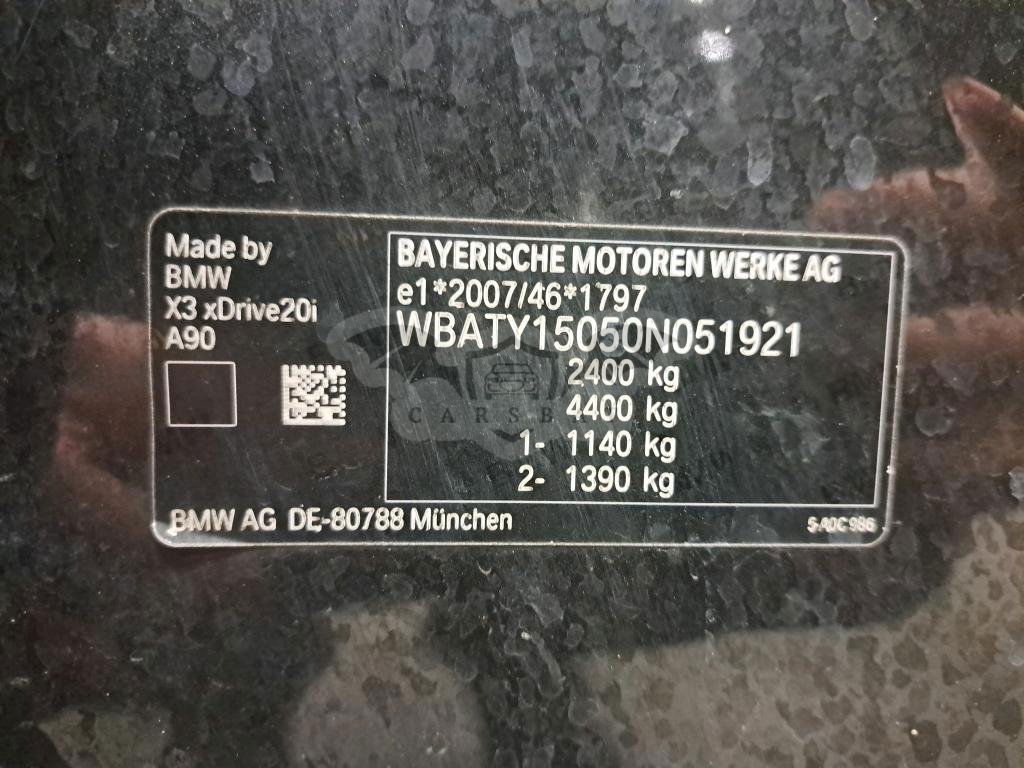 Made by
BMW
X3 xDrive20i
A90
BAYERISCHE MOTOREN WERKE AG
e1*2007/46*1797
WBATY15050N051921
2400 kg
4400 kg
1- 1140 kg
2- 1390 kg
BMW AG DE-80788 München
5A0C986